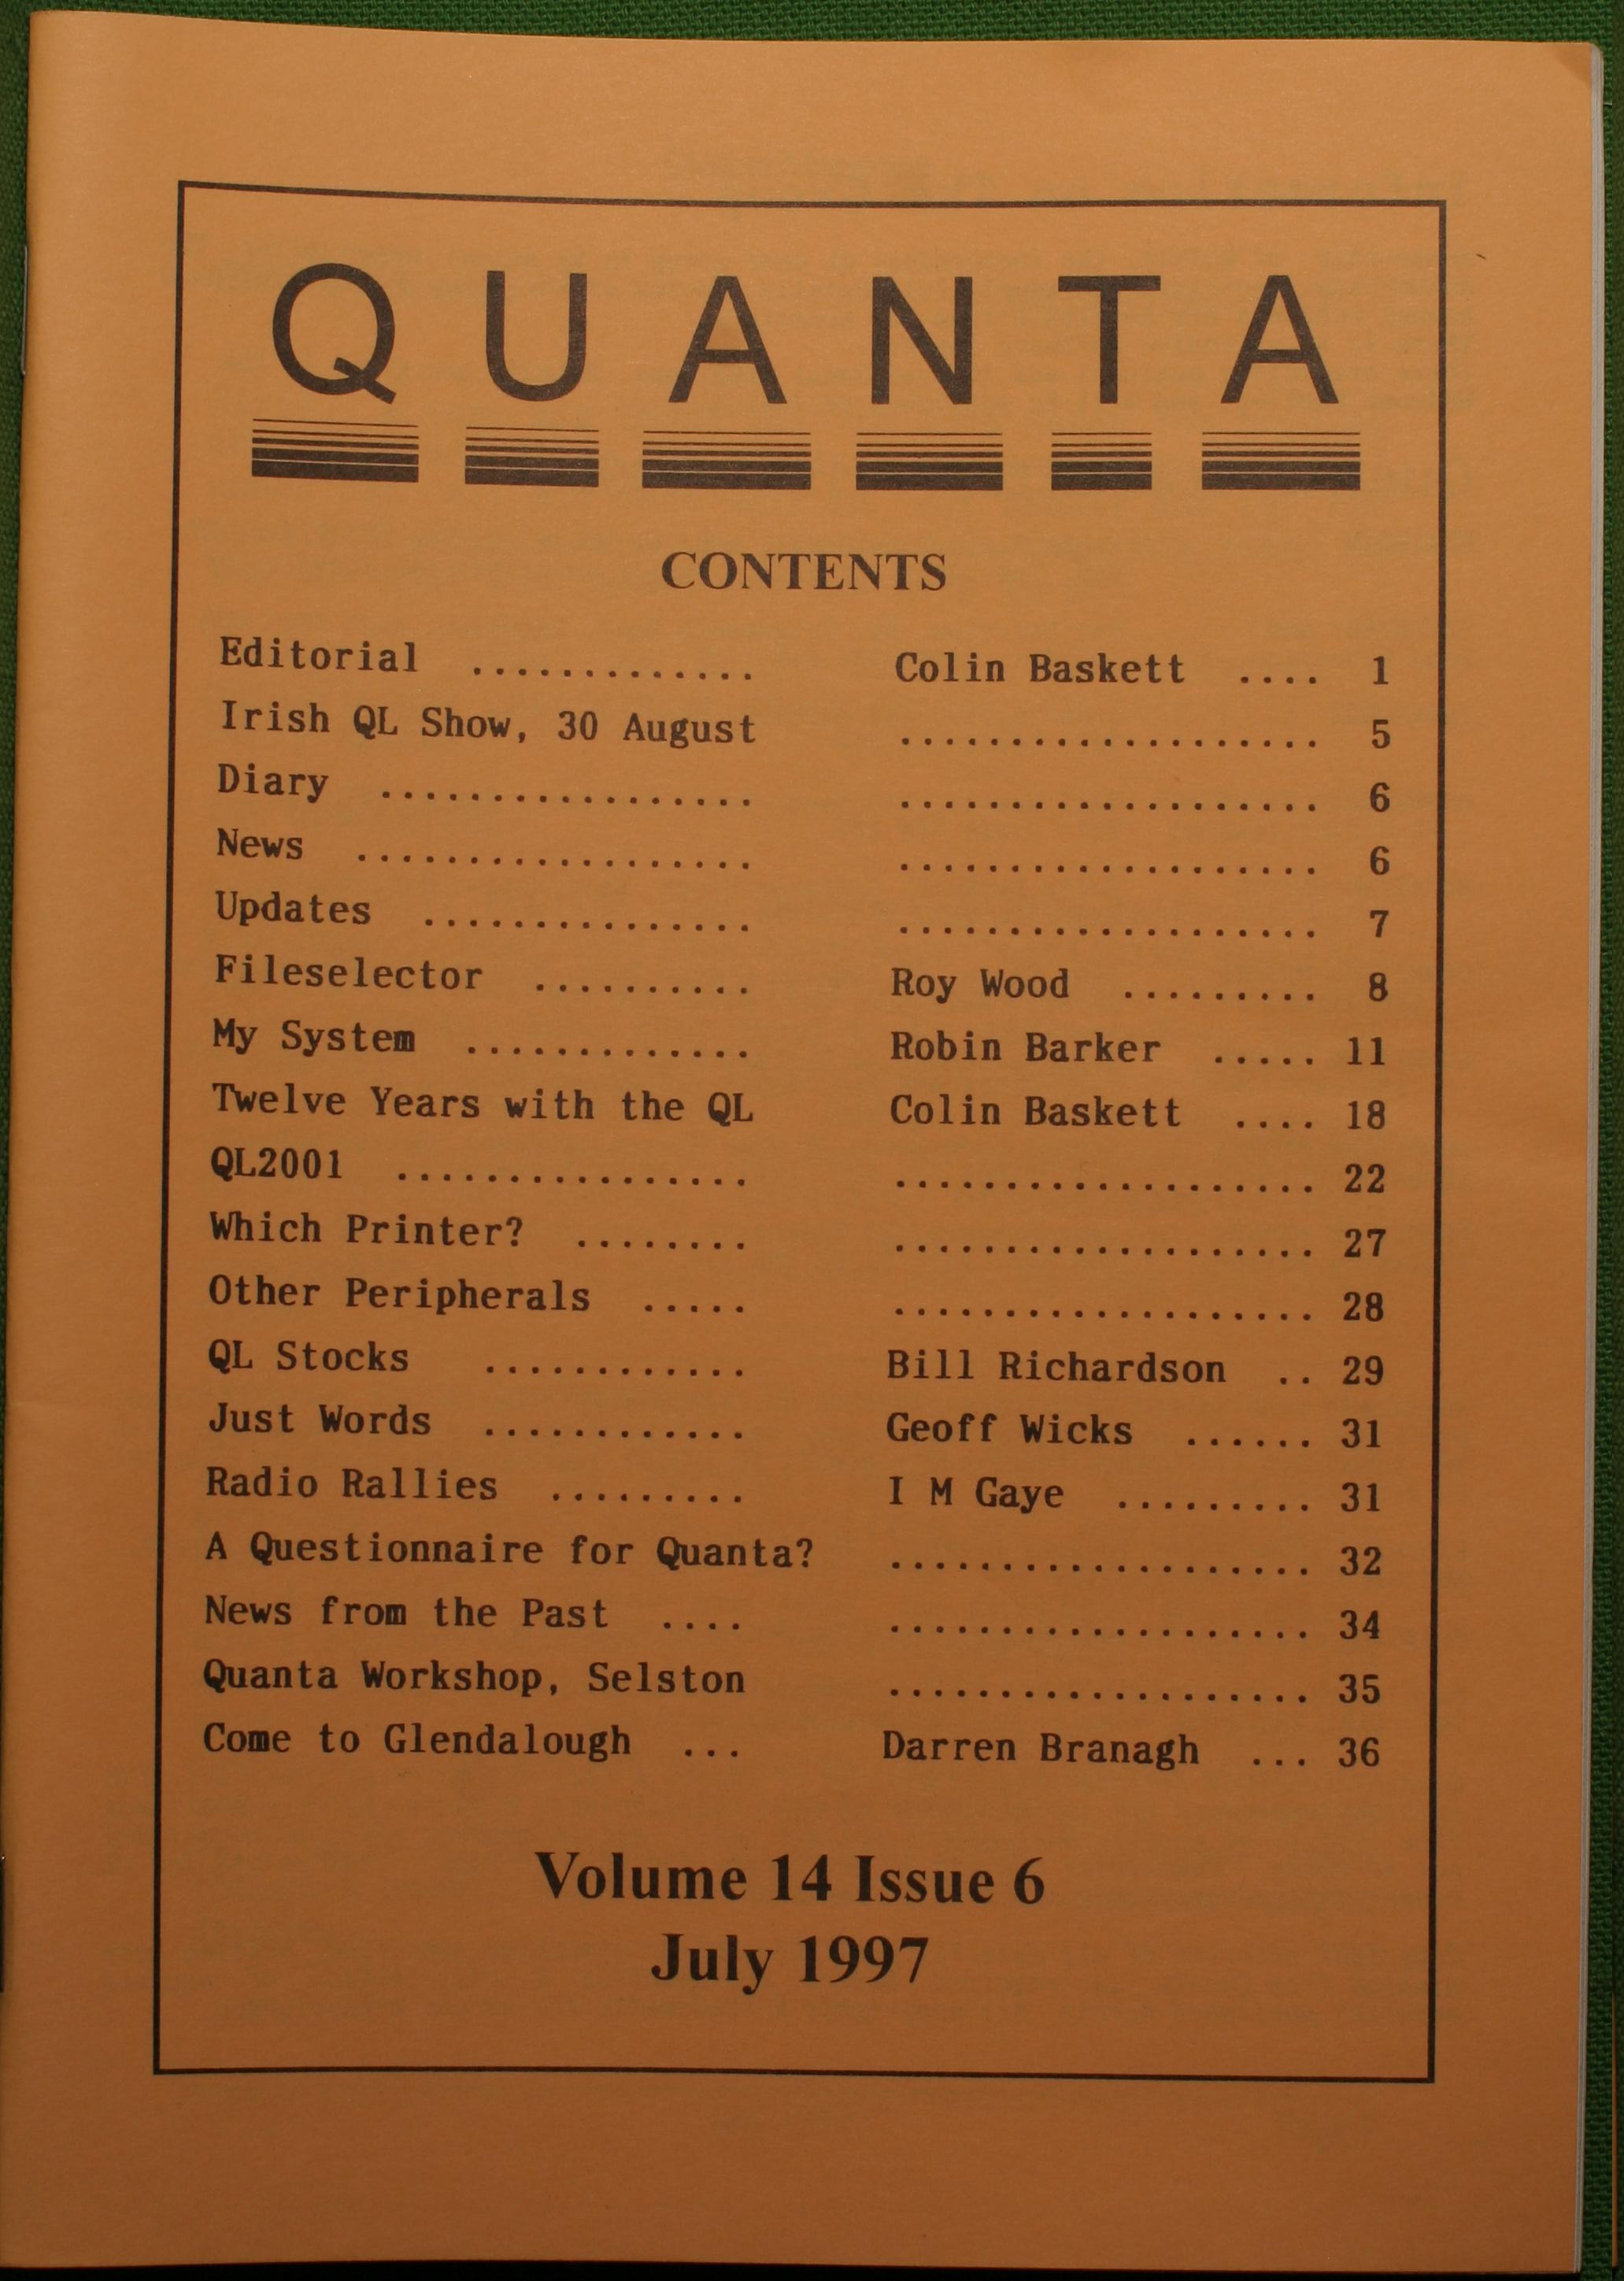 QUANTA
CONTENTS
Editorial ............. Colin Baskett .... 1
Irish QL Show, 30 August ................... 5
Diary ................. ................... 6
News .................. ................... 6
Updates ............... ................... 7
Fileselector .......... Roy Wood ......... 8
My System ............. Robin Barker ..... 11
Twelve Years with the QL Colin Baskett .... 18
QL2001 ................ ................... 22
Which Printer? ........ ................... 27
Other Peripherals ..... ................... 28
QL Stocks ............ Bill Richardson .. 29
Just Words ............ Geoff Wicks ...... 31
Radio Rallies ......... I M Gaye ......... 31
A Questionnaire for Quanta? ................... 32
News from the Past .... ................... 34
Quanta Workshop, Selston ................... 35
Come to Glendalough ... Darren Branagh ... 36
Volume 14 Issue 6
July 1997